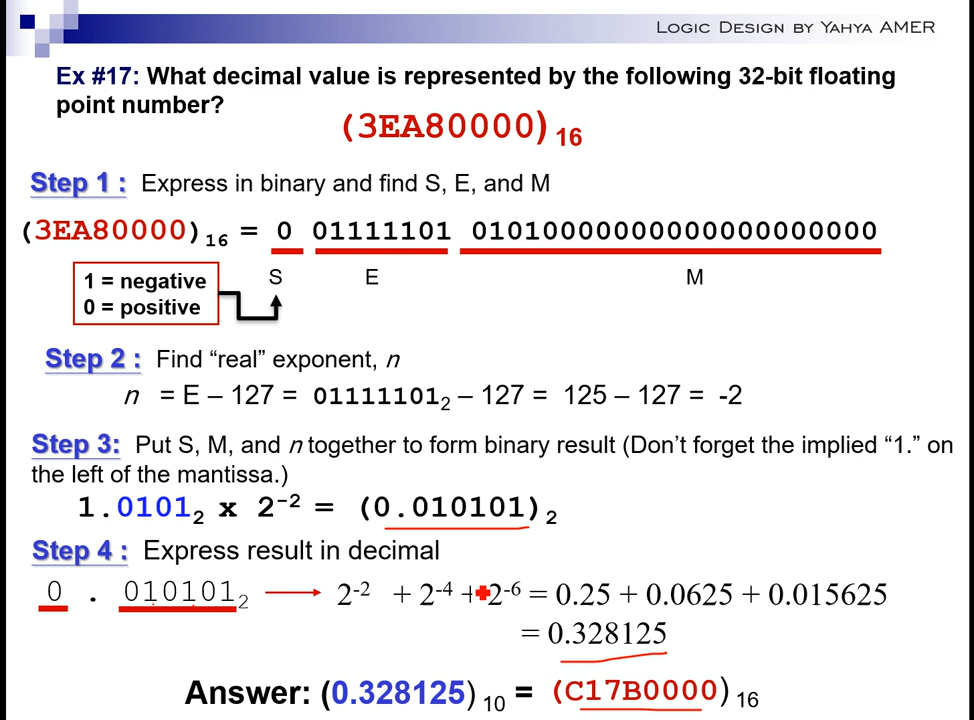 LOGIC DESIGN BY YAHYA AMER
Ex #17: What decimal value is represented by the following 32-bit floating
point number?
(3EA80000)16
Step 1 : Express in binary and find S, E, and M
(3EA80000)16 = 0 01111101 01010000000000000000000
1 = negative
0 = positive
S E M
Step 2 : Find “real” exponent, n
n = E – 127 = 01111101₂ – 127 = 125 – 127 = -2
Step 3: Put S, M, and n together to form binary result (Don’t forget the implied “1.” on
the left of the mantissa.)
1.0101₂ x 2⁻² = (0.010101)₂
Step 4 : Express result in decimal
0 . 010101₂ → 2⁻² + 2⁻⁴ + 2⁻⁶ = 0.25 + 0.0625 + 0.015625
= 0.328125
Answer: (0.328125)10 = (C17B0000)16